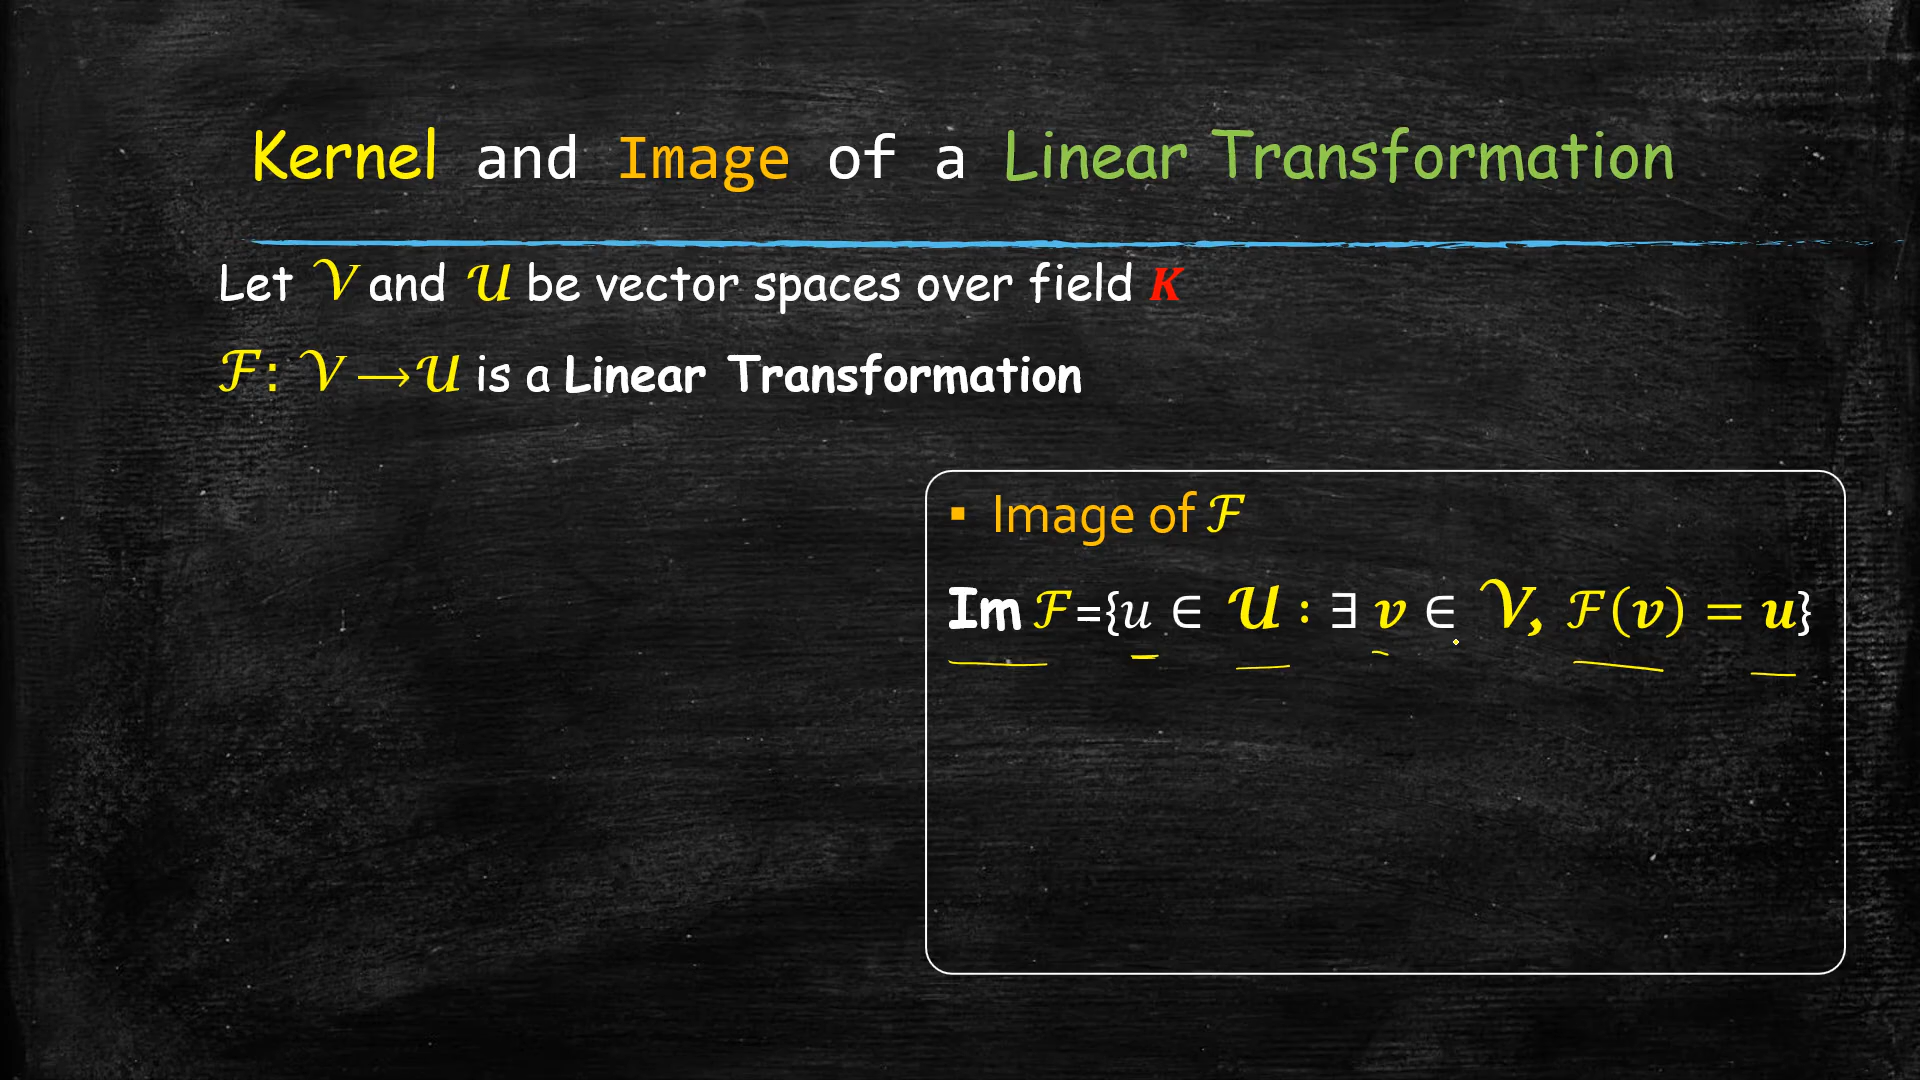 Kernel and Image of a Linear Transformation
Let 𝒱 and 𝒰 be vector spaces over field K
ℱ: 𝒱 ⟶ 𝒰 is a Linear Transformation
▪ Image of ℱ
Im ℱ={u ∈ 𝒰 : ∃ v ∈ 𝒱, ℱ(v) = u}